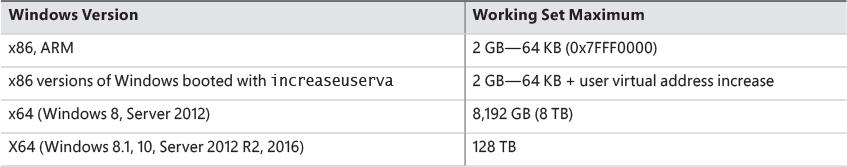 Windows Version Working Set Maximum
x86, ARM 2 GB—64 KB (0x7FFF0000)
x86 versions of Windows booted with increaseuserva 2 GB—64 KB + user virtual address increase
x64 (Windows 8, Server 2012) 8,192 GB (8 TB)
X64 (Windows 8.1, 10, Server 2012 R2, 2016) 128 TB